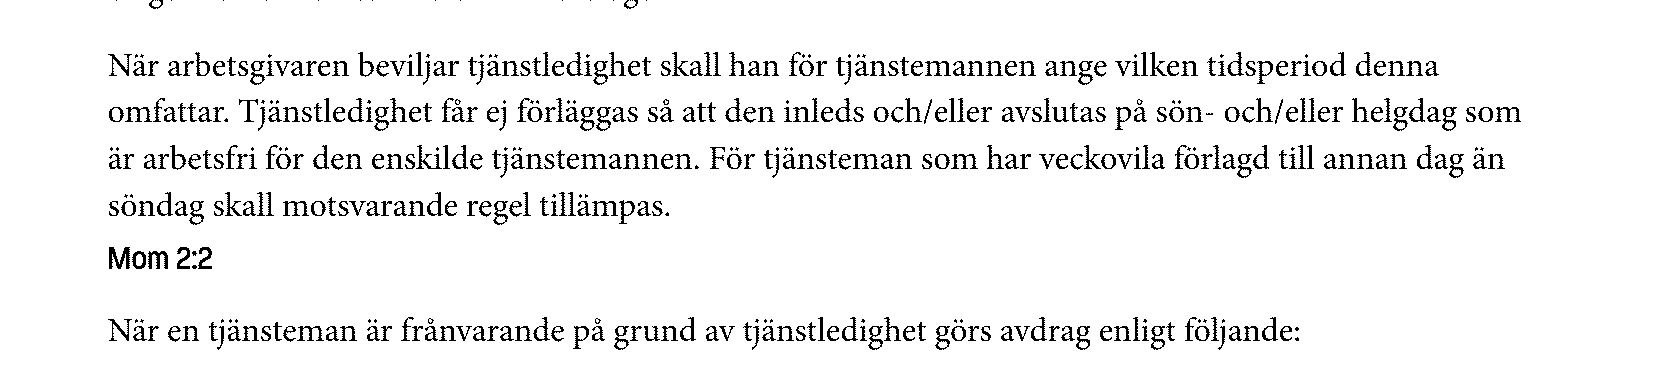 När arbetsgivaren beviljar tjänstledighet skall han för tjänstemannen ange vilken tidsperiod denna
omfattar. Tjänstledighet får ej förläggas så att den inleds och/eller avslutas på sön- och/eller helgdag som
är arbetsfri för den enskilde tjänstemannen. För tjänsteman som har veckovila förlagd till annan dag än
söndag skall motsvarande regel tillämpas.
Mom 2:2
När en tjänsteman är frånvarande på grund av tjänstledighet görs avdrag enligt följande: